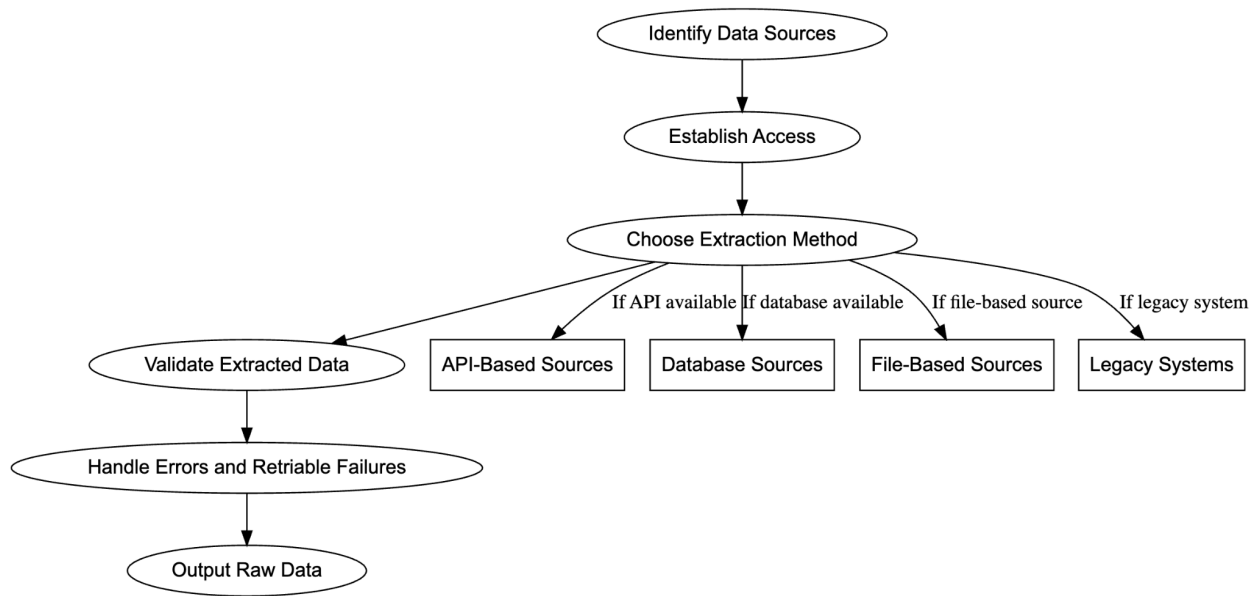 Identify Data Sources
Establish Access
Choose Extraction Method
If API available
If database available
If file-based source
If legacy system
Validate Extracted Data
API-Based Sources
Database Sources
File-Based Sources
Legacy Systems
Handle Errors and Retriable Failures
Output Raw Data